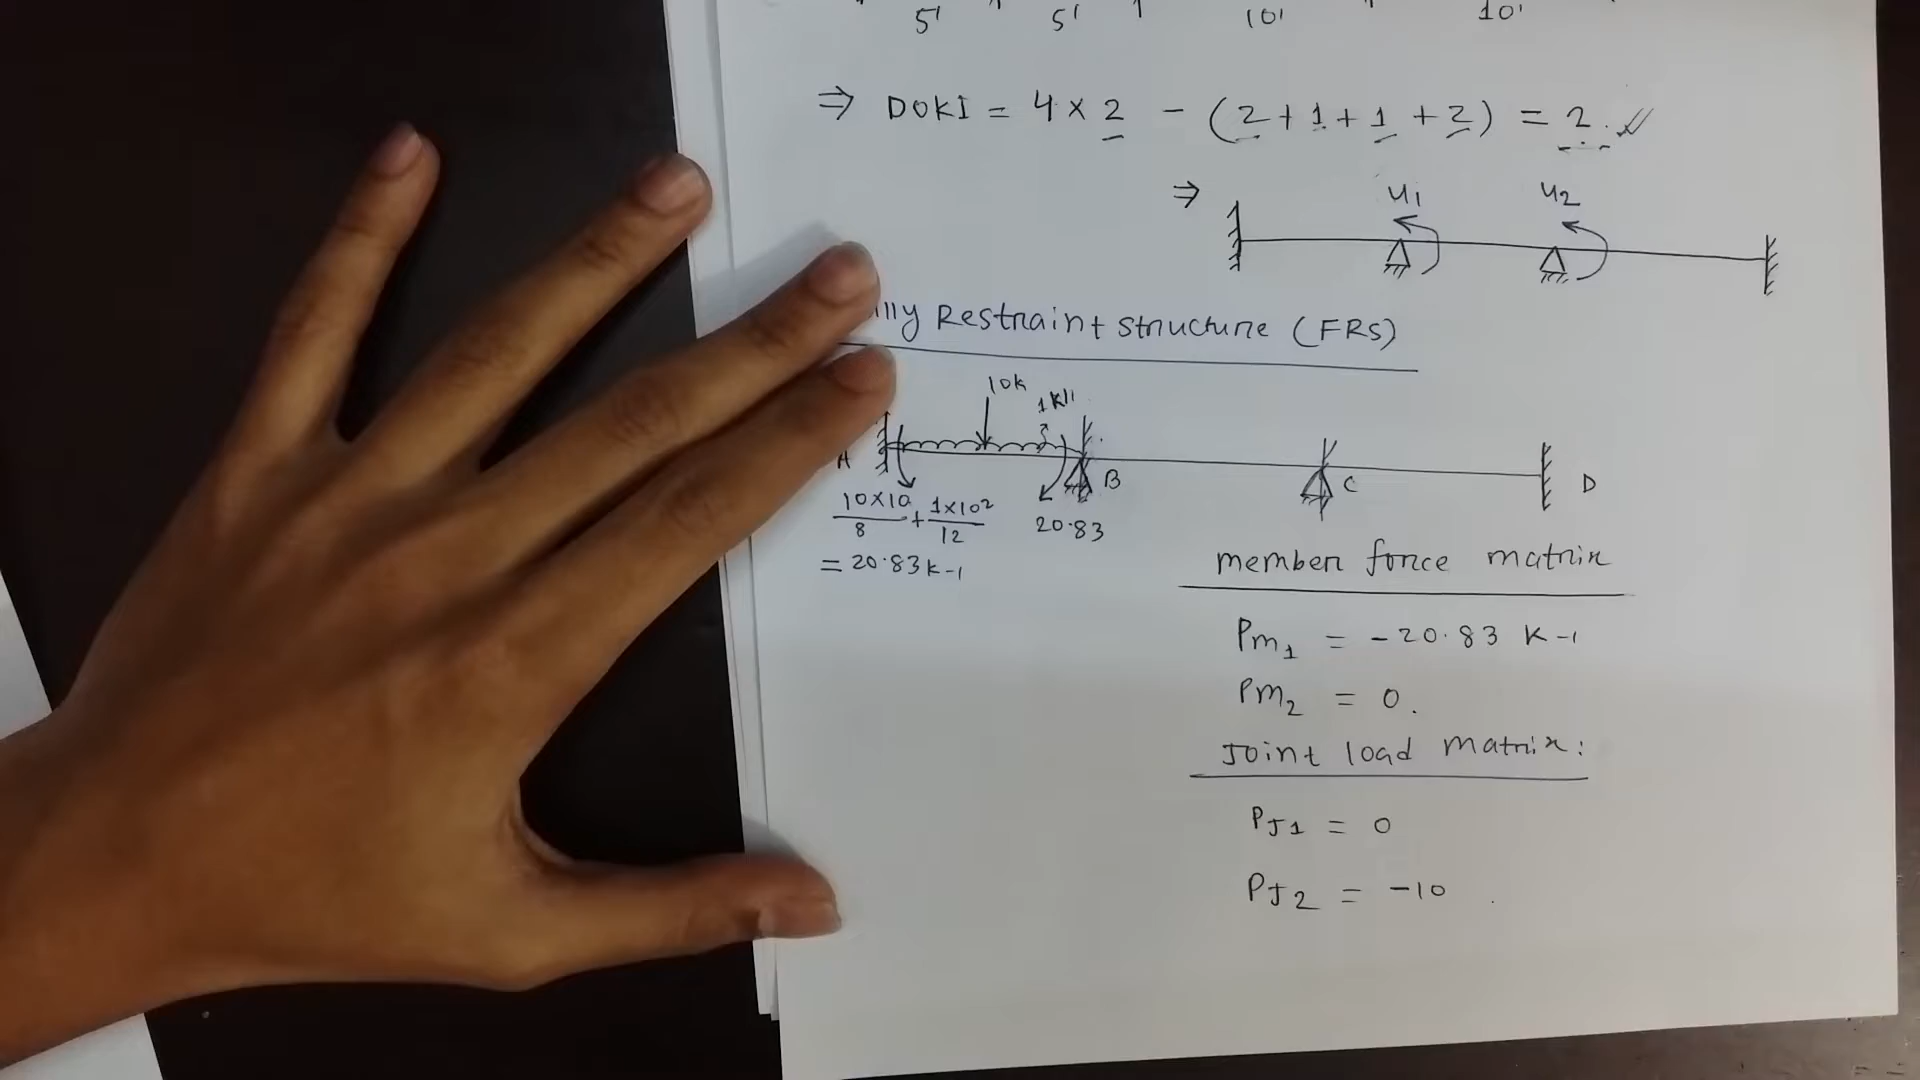 5' 5' 10' 10'
⇒ DOKI = 4 × 2 - (2+1+1+2) = 2.
⇒ u1 u2
Restraint structure (FRS)
10k
1k/'
A B C D
10×10/8 + 1×10²/12
20.83
= 20.83 k-'
member force matrix
Pm1 = -20.83 k-'
Pm2 = 0.
Joint load matrix:
PJ1 = 0
PJ2 = -10